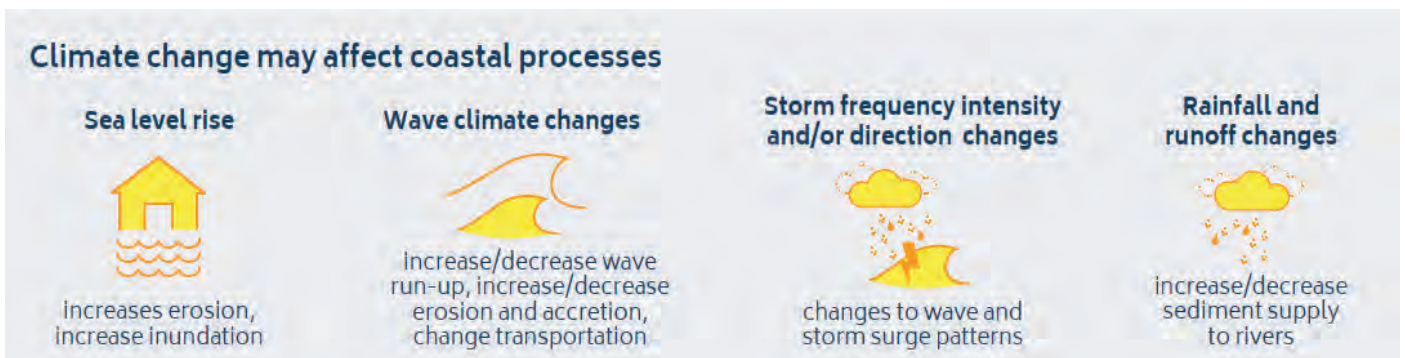 Climate change may affect coastal processes
Sea level rise
increases erosion,
increase inundation
Wave climate changes
increase/decrease wave
run-up, increase/decrease
erosion and accretion,
change transportation
Storm frequency intensity
and/or direction changes
changes to wave and
storm surge patterns
Rainfall and
runoff changes
increase/decrease
sediment supply
to rivers